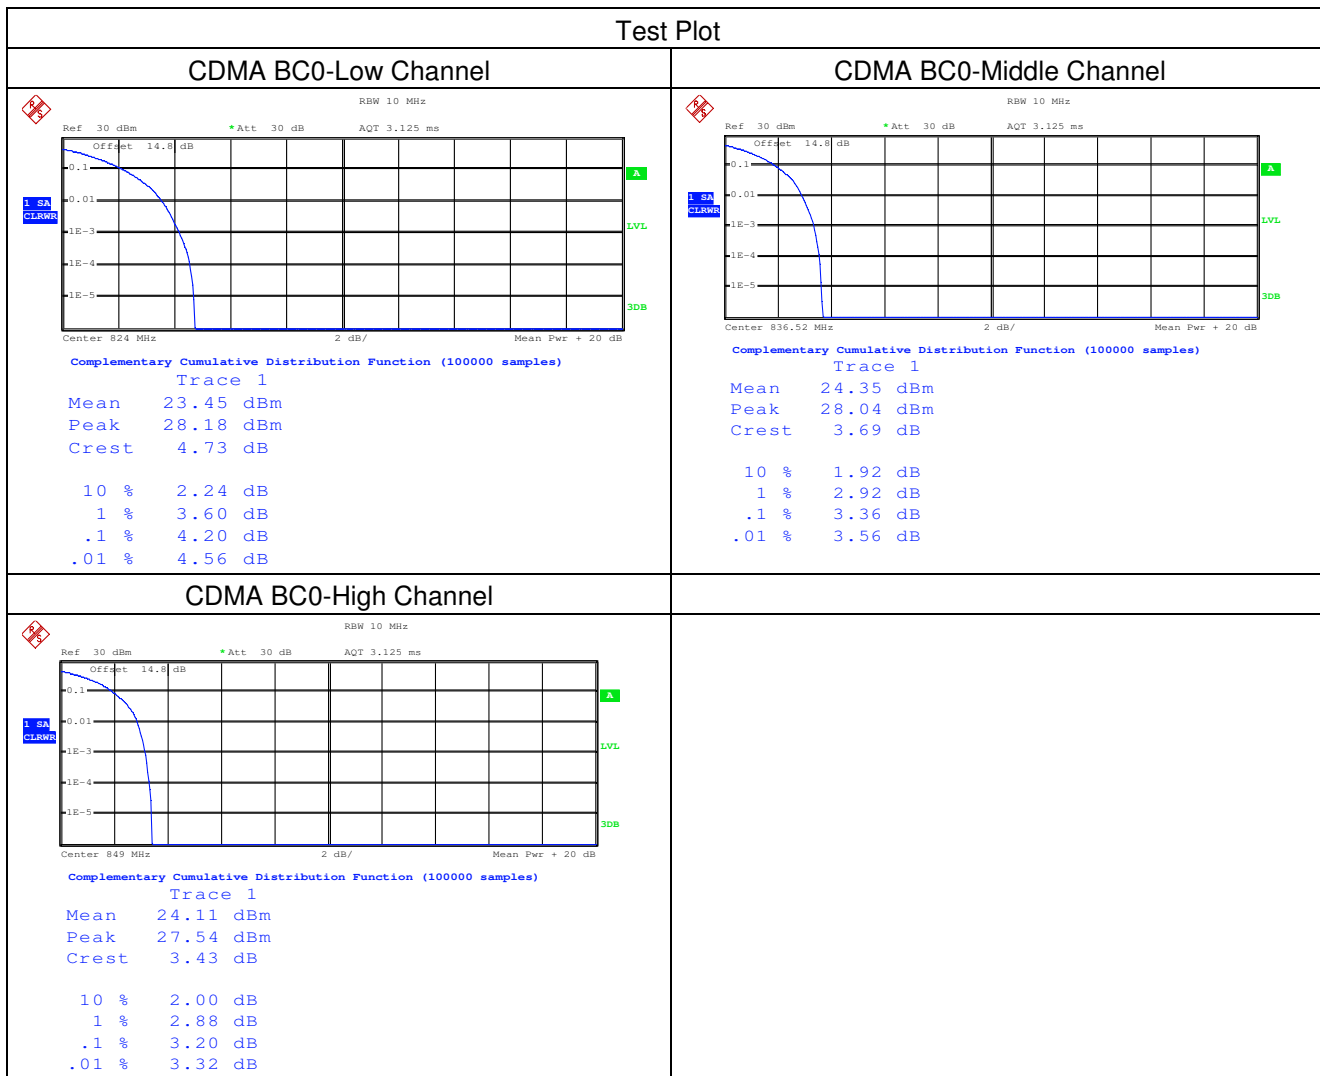 Test Plot
CDMA BC0-Low Channel
R S
RBW 10 MHz
Ref 30 dBm *Att 30 dB AQT 3.125 ms
Offset 14.8 dB
0.1
A
0.01
1 SA
CLRWR
LVL
1E-3
1E-4
1E-5
3DB
Center 824 MHz 2 dB/ Mean Pwr + 20 dB
Complementary Cumulative Distribution Function (100000 samples)
Trace 1
Mean 23.45 dBm
Peak 28.18 dBm
Crest 4.73 dB
10 % 2.24 dB
1 % 3.60 dB
.1 % 4.20 dB
.01 % 4.56 dB
CDMA BC0-Middle Channel
R S
RBW 10 MHz
Ref 30 dBm *Att 30 dB AQT 3.125 ms
Offset 14.8 dB
0.1
A
0.01
1 SA
CLRWR
LVL
1E-3
1E-4
1E-5
3DB
Center 836.52 MHz 2 dB/ Mean Pwr + 20 dB
Complementary Cumulative Distribution Function (100000 samples)
Trace 1
Mean 24.35 dBm
Peak 28.04 dBm
Crest 3.69 dB
10 % 1.92 dB
1 % 2.92 dB
.1 % 3.36 dB
.01 % 3.56 dB
CDMA BC0-High Channel
R S
RBW 10 MHz
Ref 30 dBm *Att 30 dB AQT 3.125 ms
Offset 14.8 dB
0.1
A
0.01
1 SA
CLRWR
LVL
1E-3
1E-4
1E-5
3DB
Center 849 MHz 2 dB/ Mean Pwr + 20 dB
Complementary Cumulative Distribution Function (100000 samples)
Trace 1
Mean 24.11 dBm
Peak 27.54 dBm
Crest 3.43 dB
10 % 2.00 dB
1 % 2.88 dB
.1 % 3.20 dB
.01 % 3.32 dB